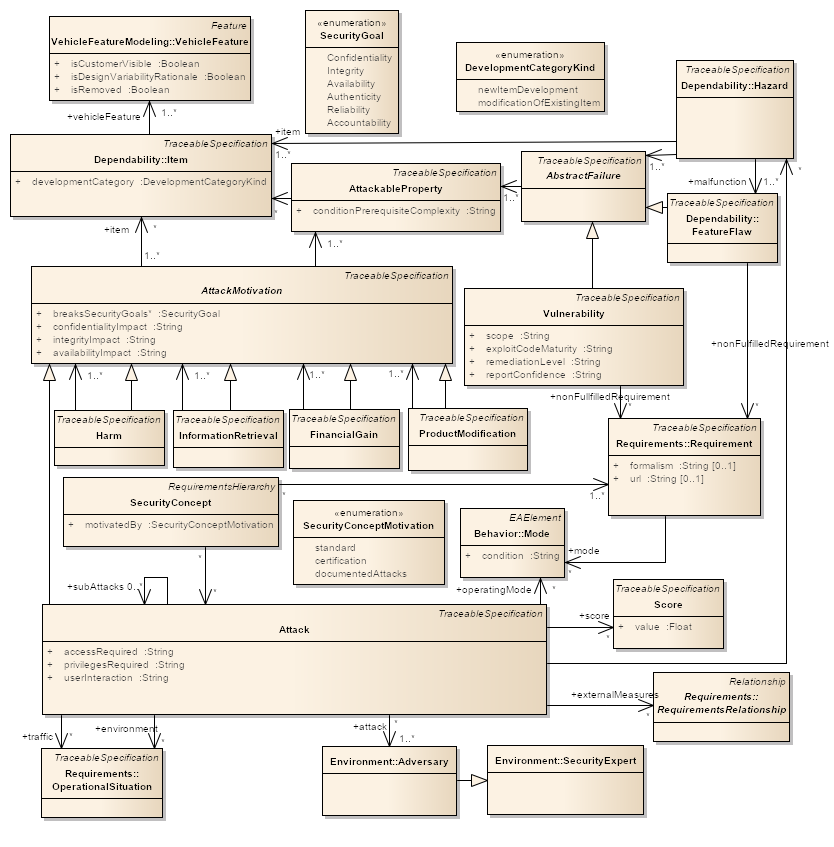 Feature
VehicleFeatureModeling::VehicleFeature
+ isCustomerVisible :Boolean
+ isDesignVariabilityRationale :Boolean
+ isRemoved :Boolean
«enumeration»
SecurityGoal
Confidentiality
Integrity
Availability
Authenticity
Reliability
Accountability
«enumeration»
DevelopmentCategoryKind
newItemDevelopment
modificationOfExistingItem
TraceableSpecification
Dependability::Hazard
+vehicleFeature 1..*
+item
1..*
TraceableSpecification
Dependability::Item
+ developmentCategory :DevelopmentCategoryKind
*
TraceableSpecification
AttackableProperty
+ conditionPrerequisiteComplexity :String
1..*
TraceableSpecification
AbstractFailure
1..*
+malfunction 1..*
*
TraceableSpecification
Dependability::
FeatureFlaw
+item *
1..*
1..*
TraceableSpecification
AttackMotivation
+ breaksSecurityGoals* :SecurityGoal
+ confidentialityImpact :String
+ integrityImpact :String
+ availabilityImpact :String
TraceableSpecification
Vulnerability
+ scope :String
+ exploitCodeMaturity :String
+ remediationLevel :String
+ reportConfidence :String
+nonFulfilledRequirement
+nonFullfilledRequirement
*
*
1..*
1..*
1..*
1..*
TraceableSpecification
Harm
TraceableSpecification
InformationRetrieval
TraceableSpecification
FinancialGain
TraceableSpecification
ProductModification
TraceableSpecification
Requirements::Requirement
+ formalism :String [0..1]
+ url :String [0..1]
RequirementsHierarchy
SecurityConcept
+ motivatedBy :SecurityConceptMotivation
*
1..*
«enumeration»
SecurityConceptMotivation
standard
certification
documentedAttacks
EAElement
Behavior::Mode
+ condition :String
+mode
*
*
+subAttacks 0..*
*
+operatingMode *
TraceableSpecification
Attack
+ accessRequired :String
+ privilegesRequired :String
+ userInteraction :String
TraceableSpecification
Score
+ value :Float
+score
*
+externalMeasures
*
Relationship
Requirements::
RequirementsRelationship
+traffic *
+environment
*
+attack *
1..*
TraceableSpecification
Requirements::
OperationalSituation
Environment::Adversary
Environment::SecurityExpert